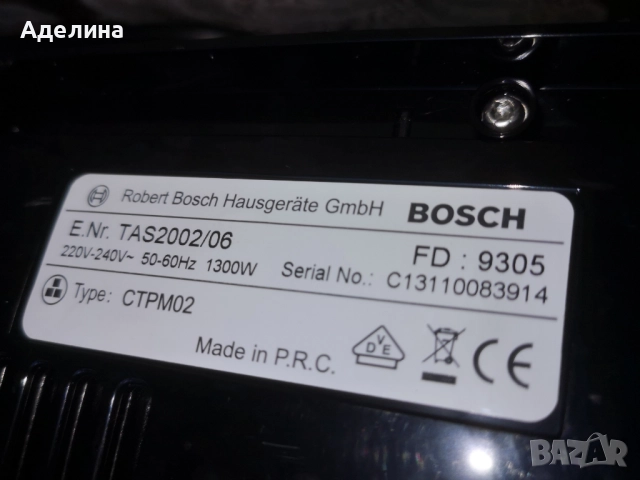 Аделина
Robert Bosch Hausgeräte GmbH BOSCH
E.Nr. TAS2002/06 FD : 9305
220V-240V~ 50-60Hz 1300W Serial No.: C13110083914
Type: CTPM02
Made in P.R.C. VDE CE
BAZAR